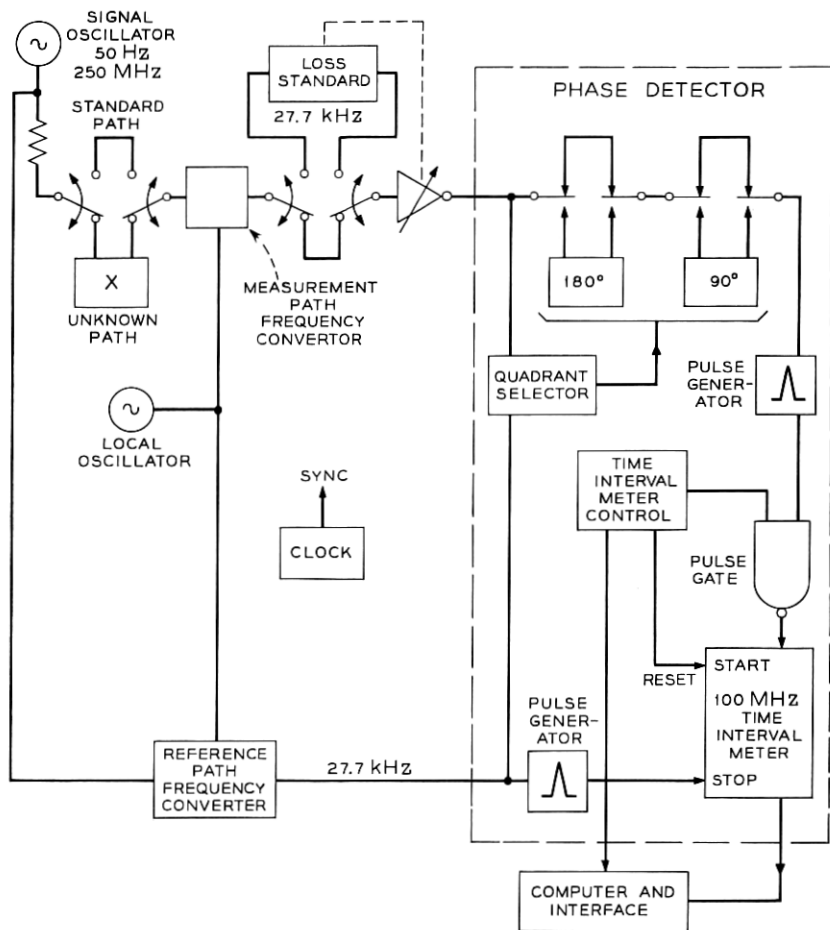 SIGNAL
OSCILLATOR
50 Hz
250 MHz
STANDARD
PATH
X
UNKNOWN
PATH
LOSS
STANDARD
27.7 kHz
MEASUREMENT
PATH
FREQUENCY
CONVERTOR
LOCAL
OSCILLATOR
SYNC
CLOCK
REFERENCE
PATH
FREQUENCY
CONVERTER
27.7 kHz
PHASE DETECTOR
180°
90°
QUADRANT
SELECTOR
PULSE
GENER-
ATOR
TIME
INTERVAL
METER
CONTROL
PULSE
GATE
RESET
START
100 MHz
TIME
INTERVAL
METER
STOP
PULSE
GENER-
ATOR
COMPUTER AND
INTERFACE